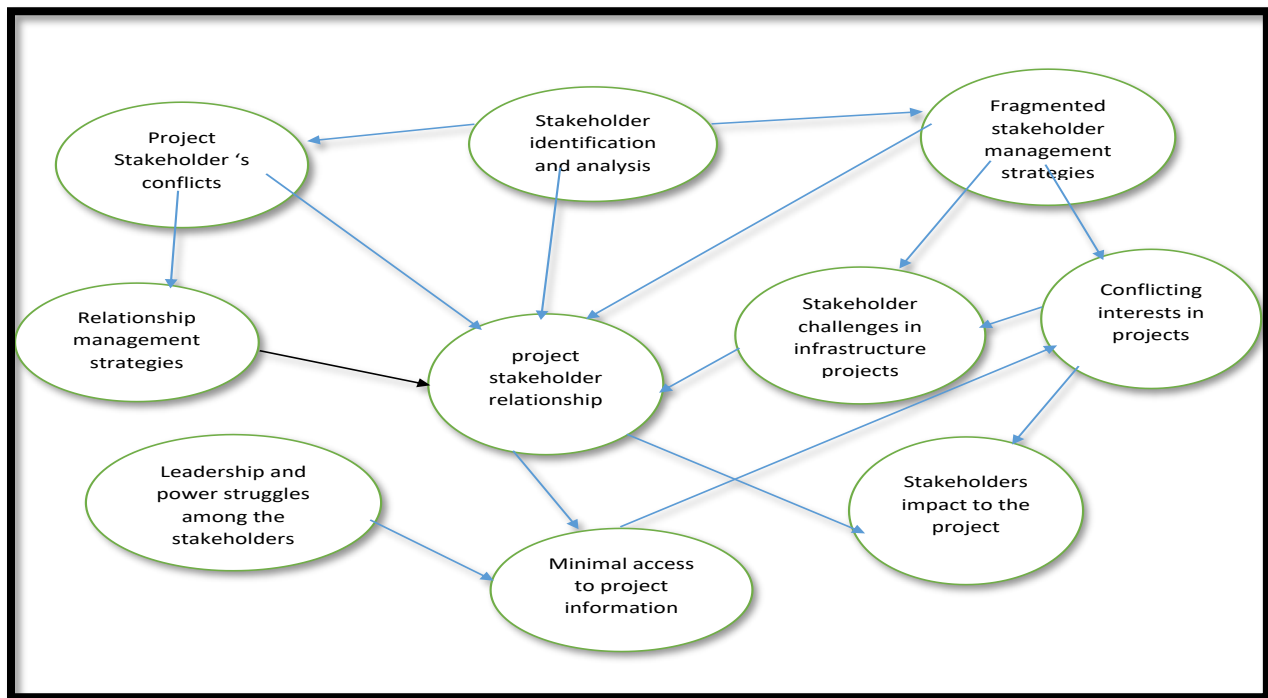 Project
Stakeholder ‘s
conflicts
Stakeholder
identification
and analysis
Fragmented
stakeholder
management
strategies
Relationship
management
strategies
project
stakeholder
relationship
Stakeholder
challenges in
infrastructure
projects
Conflicting
interests in
projects
Leadership and
power struggles
among the
stakeholders
Minimal access
to project
information
Stakeholders
impact to the
project